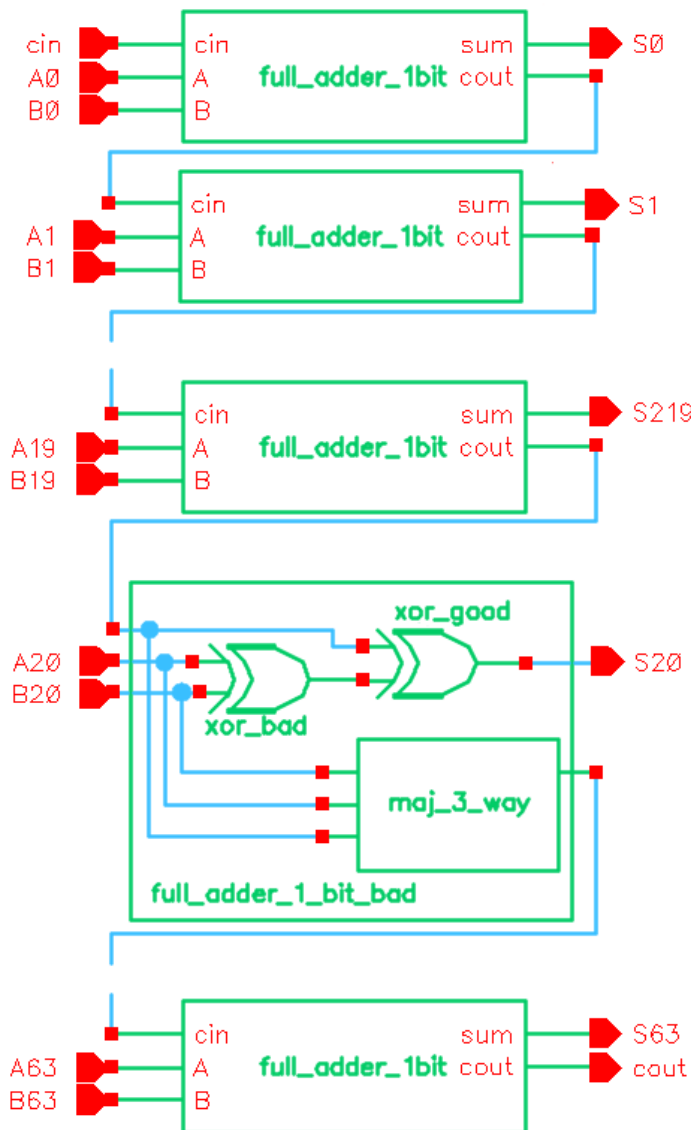 cin cin sum S0
A0 A full_adder_1bit cout
B0 B
cin sum S1
A1 A full_adder_1bit cout
B1 B
cin sum S219
A19 A full_adder_1bit cout
B19 B
xor_good
A20 S20
B20
xor_bad
maj_3_way
full_adder_1_bit_bad
cin sum S63
A63 A full_adder_1bit cout cout
B63 B